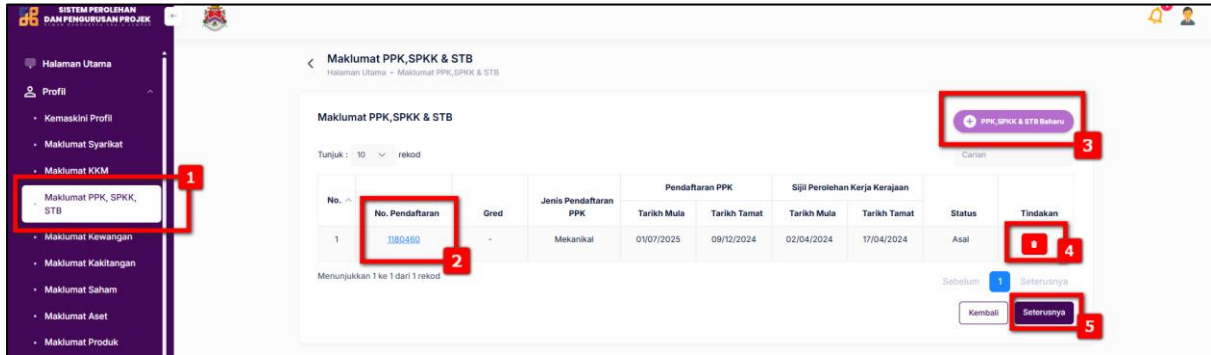 SISTEM PEROLEHAN
DAN PENGURUSAN PROJEK
Halaman Utama
Profil
Kemaskini Profil
Maklumat Syarikat
Maklumat KKM
Maklumat PPK, SPKK,
STB
1
Maklumat Kewangan
Maklumat Kakitangan
Maklumat Saham
Maklumat Aset
Maklumat Produk
Maklumat PPK,SPKK & STB
Halaman Utama - Maklumat PPK,SPKK & STB
Maklumat PPK,SPKK & STB
PPK,SPKK & STB Baharu
3
Tunjuk : 10 rekod
Carian
No. No. Pendaftaran Gred Jenis Pendaftaran PPK Pendaftaran PPK Sijil Perolehan Kerja Kerajaan Status Tindakan
Tarikh Mula Tarikh Tamat Tarikh Mula Tarikh Tamat
1 1180460 - Mekanikal 01/07/2025 09/12/2024 02/04/2024 17/04/2024 Asal
2
4
Menunjukkan 1 ke 1 dari 1 rekod
Sebelum 1 Seterusnya
Kembali Seterusnya
5